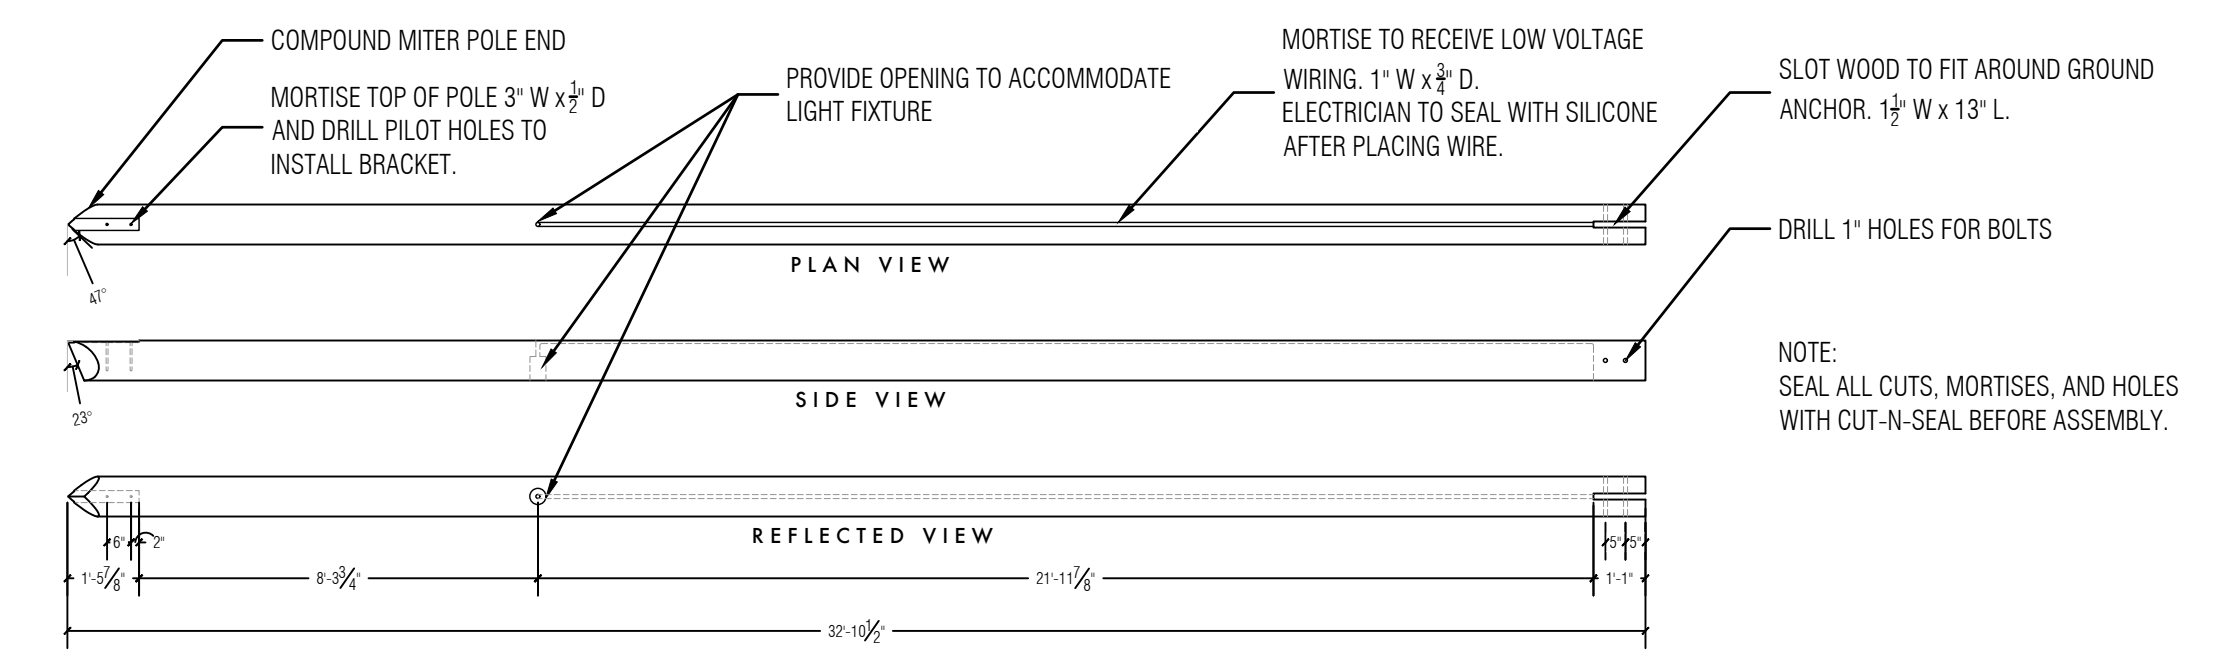 COMPOUND MITER POLE END
MORTISE TOP OF POLE 3" W x 1/2" D
AND DRILL PILOT HOLES TO
INSTALL BRACKET.
PROVIDE OPENING TO ACCOMMODATE
LIGHT FIXTURE
MORTISE TO RECEIVE LOW VOLTAGE
WIRING. 1" W x 3/4" D.
ELECTRICIAN TO SEAL WITH SILICONE
AFTER PLACING WIRE.
SLOT WOOD TO FIT AROUND GROUND
ANCHOR. 1 1/2" W x 13" L.
DRILL 1" HOLES FOR BOLTS
47°
PLAN VIEW
23°
SIDE VIEW
NOTE:
SEAL ALL CUTS, MORTISES, AND HOLES
WITH CUT-N-SEAL BEFORE ASSEMBLY.
REFLECTED VIEW
6" 2" 5" 5"
1'-5 7/8" 8'-3 3/4" 21'-11 7/8" 1'-1"
32'-10 1/2"